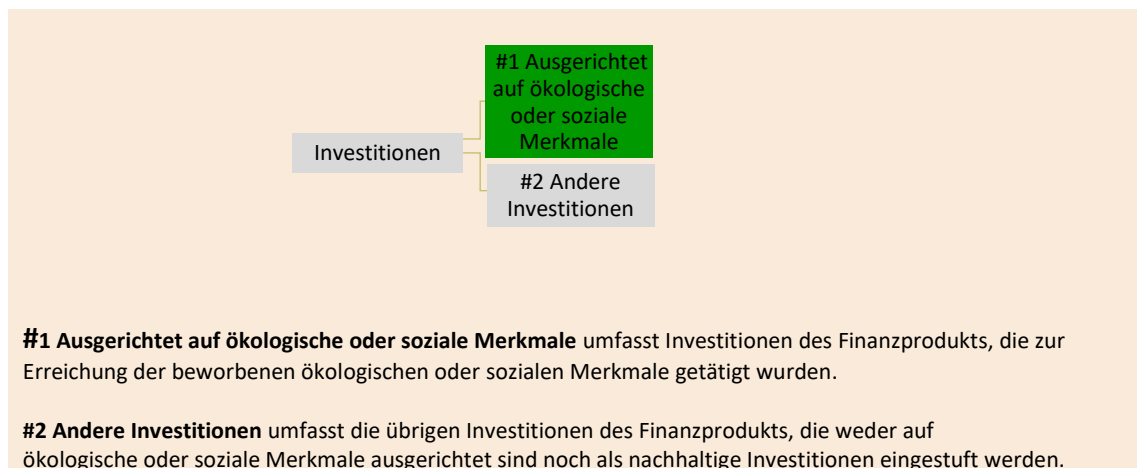 #1 Ausgerichtet
auf ökologische
oder soziale
Merkmale
Investitionen
#2 Andere
Investitionen
#1 Ausgerichtet auf ökologische oder soziale Merkmale umfasst Investitionen des Finanzprodukts, die zur
Erreichung der beworbenen ökologischen oder sozialen Merkmale getätigt wurden.
#2 Andere Investitionen umfasst die übrigen Investitionen des Finanzprodukts, die weder auf
ökologische oder soziale Merkmale ausgerichtet sind noch als nachhaltige Investitionen eingestuft werden.